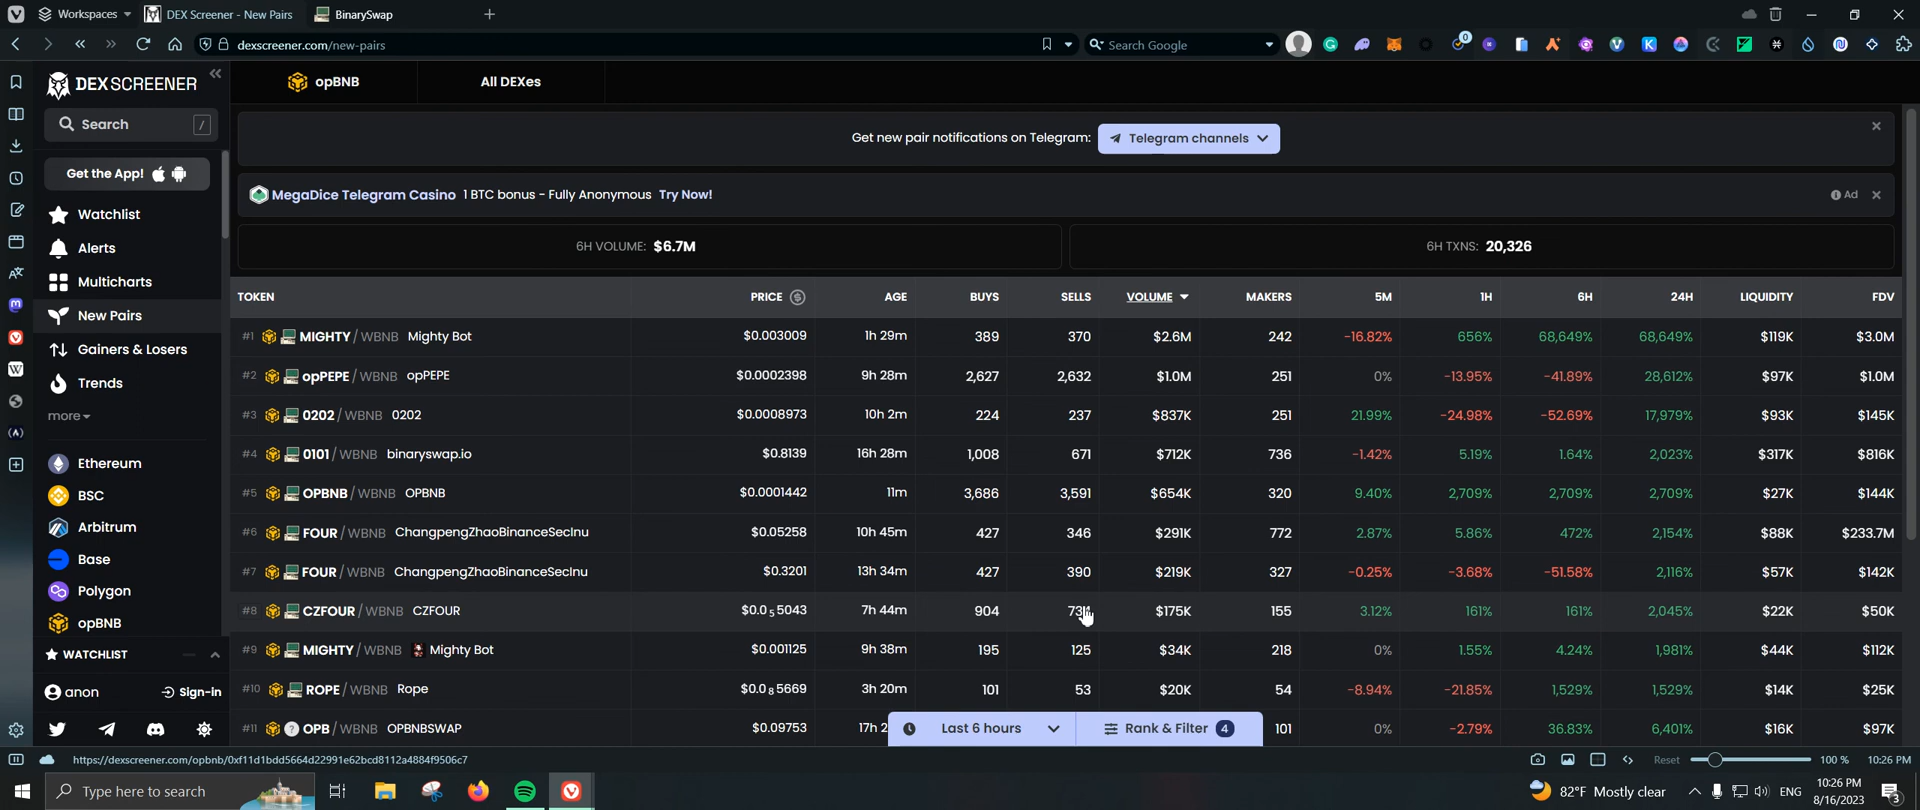 Workspaces DEX Screener - New Pairs BinarySwap
dexscreener.com/new-pairs Search Google 0
DEXSCREENER
Search /
Get the App!
Watchlist
Alerts
Multicharts
New Pairs
Gainers & Losers
Trends
more
Ethereum
BSC
Arbitrum
Base
Polygon
opBNB
WATCHLIST
anon Sign-in
opBNB All DEXes
Get new pair notifications on Telegram: Telegram channels
MegaDice Telegram Casino 1 BTC bonus - Fully Anonymous Try Now! Ad
6H VOLUME: $6.7M 6H TXNS: 20,326
TOKEN PRICE AGE BUYS SELLS VOLUME MAKERS 5M 1H 6H 24H LIQUIDITY FDV
#1 MIGHTY / WBNB Mighty Bot $0.003009 1h 29m 389 370 $2.6M 242 -16.82% 656% 68,649% 68,649% $119K $3.0M
#2 opPEPE / WBNB opPEPE $0.0002398 9h 28m 2,627 2,632 $1.0M 251 0% -13.95% -41.89% 28,612% $97K $1.0M
#3 0202 / WBNB 0202 $0.0008973 10h 2m 224 237 $837K 251 21.99% -24.98% -52.69% 17,979% $93K $145K
#4 0101 / WBNB binaryswap.io $0.8139 16h 28m 1,008 671 $712K 736 -1.42% 5.19% 1.64% 2,023% $317K $816K
#5 OPBNB / WBNB OPBNB $0.0001442 11m 3,686 3,591 $654K 320 9.40% 2,709% 2,709% 2,709% $27K $144K
#6 FOUR / WBNB ChangpengZhaoBinanceSecInu $0.05258 10h 45m 427 346 $291K 772 2.87% 5.86% 472% 2,154% $88K $233.7M
#7 FOUR / WBNB ChangpengZhaoBinanceSecInu $0.3201 13h 34m 427 390 $219K 327 -0.25% -3.68% -51.58% 2,116% $57K $142K
#8 CZFOUR / WBNB CZFOUR $0.0₅5043 7h 44m 904 $175K 155 3.12% 161% 161% 2,045% $22K $50K
#9 MIGHTY / WBNB Mighty Bot $0.001125 9h 38m 195 125 $34K 218 0% 1.55% 4.24% 1,981% $44K $112K
#10 ROPE / WBNB Rope $0.0₈5669 3h 20m 101 53 $20K 54 -8.94% -21.85% 1,529% 1,529% $14K $25K
#11 OPB / WBNB OPBNBSWAP $0.09753 17h 2 101 0% -2.79% 36.83% 6,401% $16K $97K
Last 6 hours Rank & Filter 4
https://dexscreener.com/opbnb/0xf11d1bdd5664d22991e62bcd8112a4884f9506c7 Reset 100 % 10:26 PM
Type here to search 82°F Mostly clear ENG 10:26 PM
8/16/2023 3